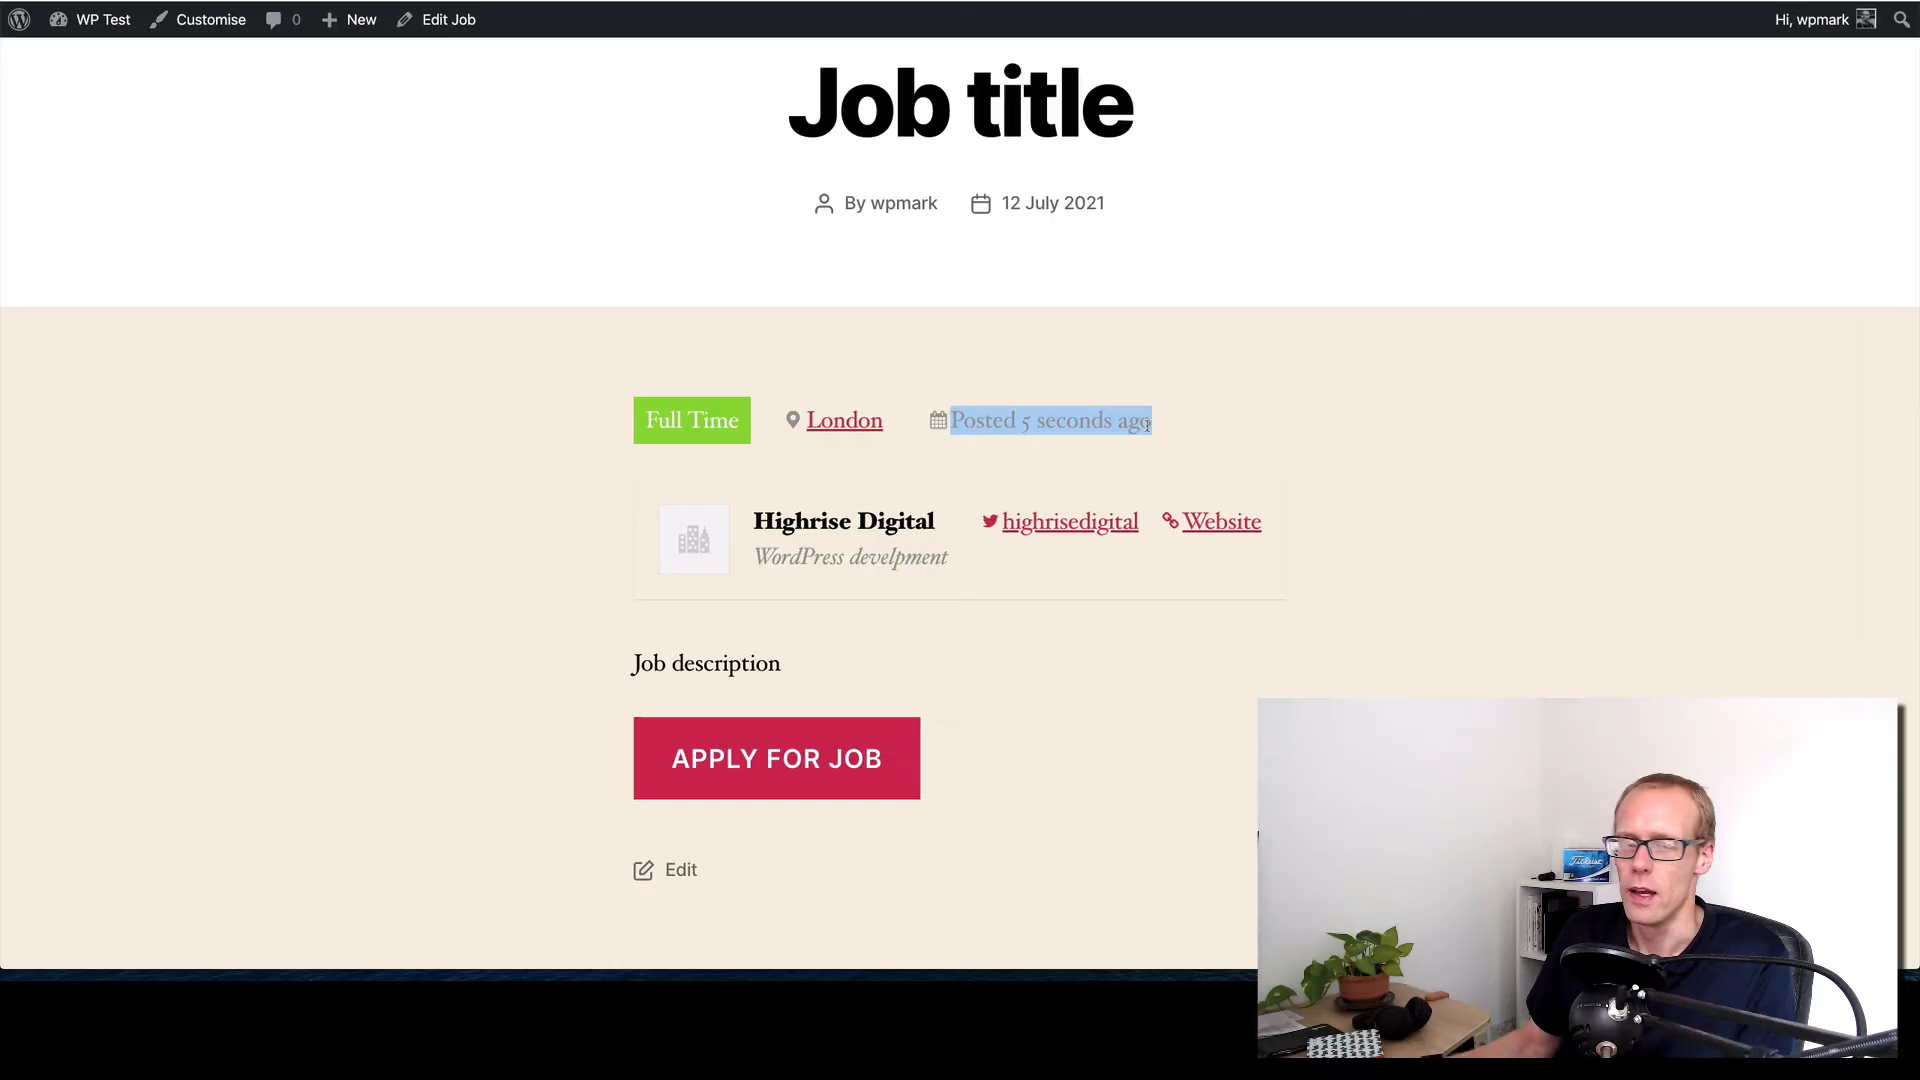 WP Test Customise 0 New Edit Job Hi, wpmark
Job title
By wpmark 12 July 2021
Full Time London Posted 5 seconds ago
Highrise Digital highrisedigital Website
WordPress develpment
Job description
APPLY FOR JOB
Edit
Titleist